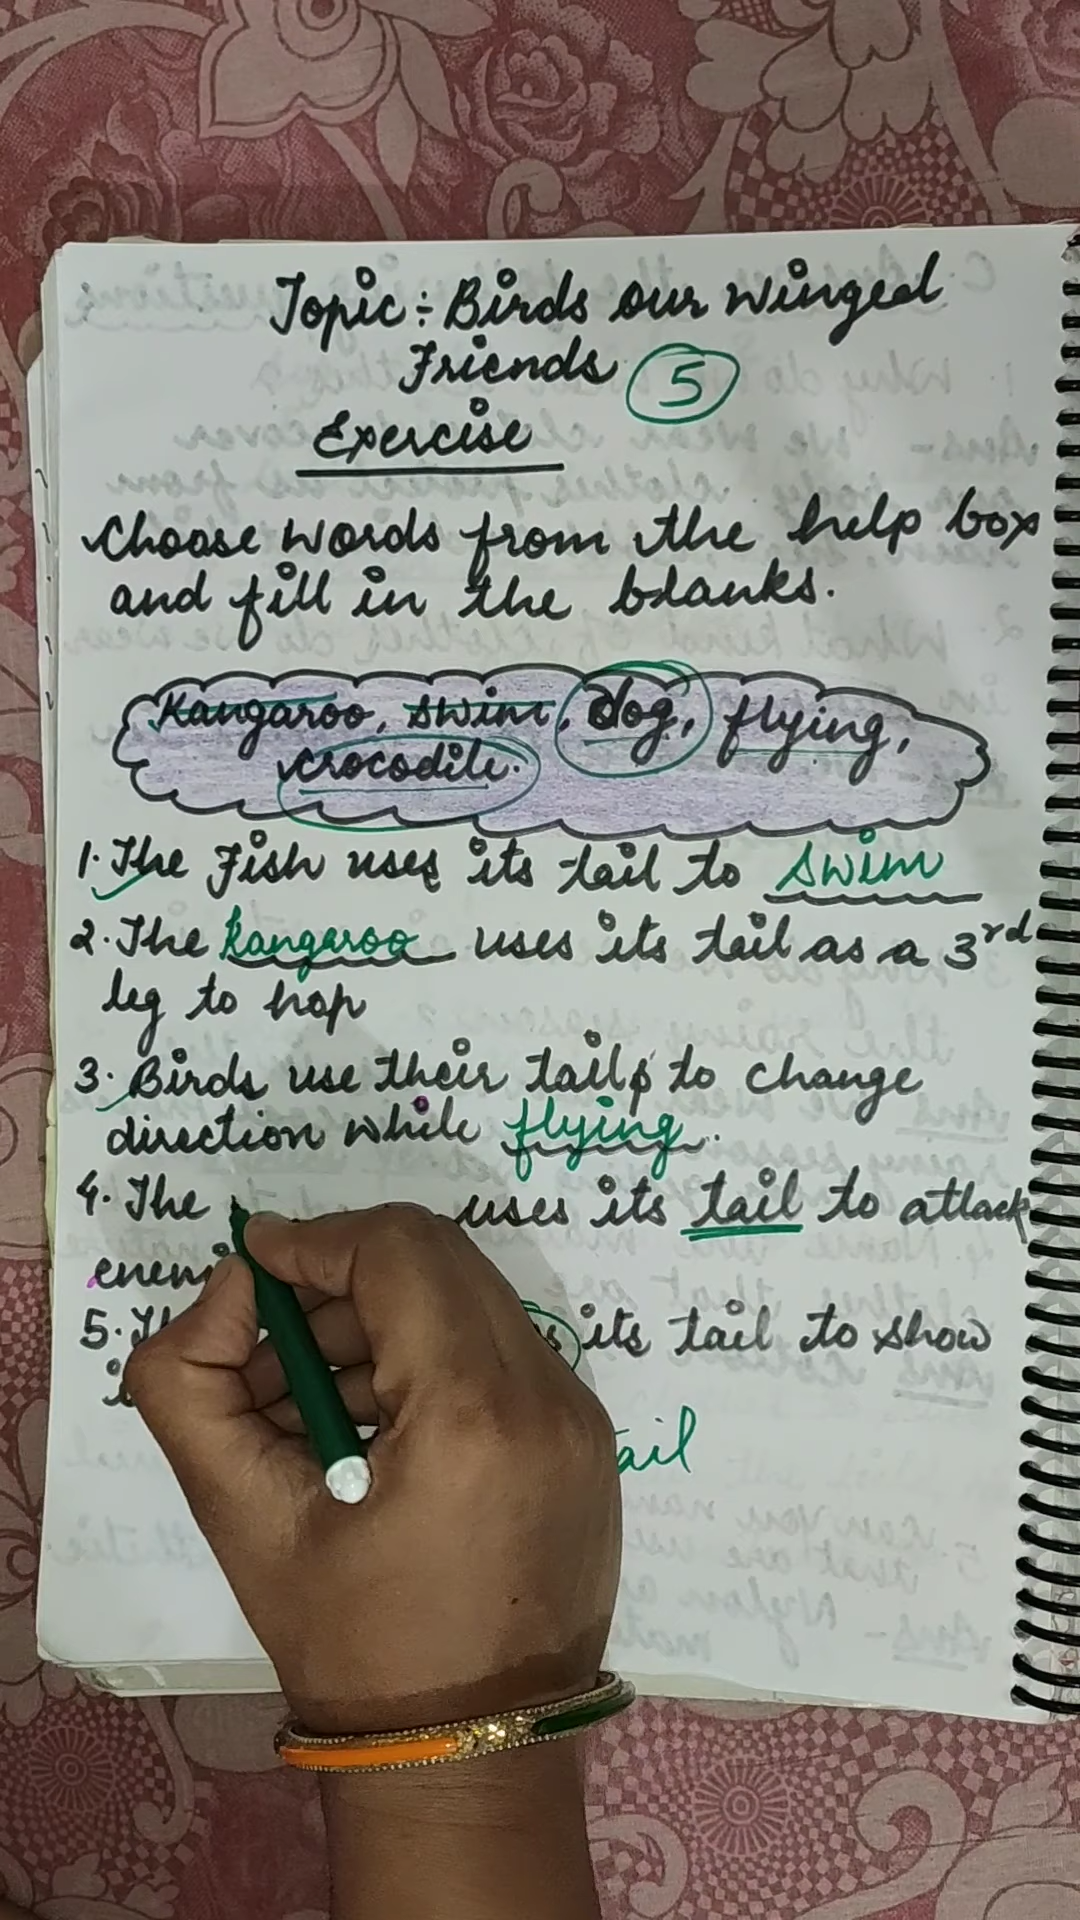 Topic :- Birds our winged
Friends 5
Exercise
Choose words from the help box
and fill in the blanks.
Kangaroo, swim, dog, flying,
crocodile.
1. The Fish uses its tail to swim
2. The kangaroo uses its tail as a 3rd
leg to hop
3. Birds use their tails to change
direction while flying.
4. The uses its tail to attack
5. its tail to show